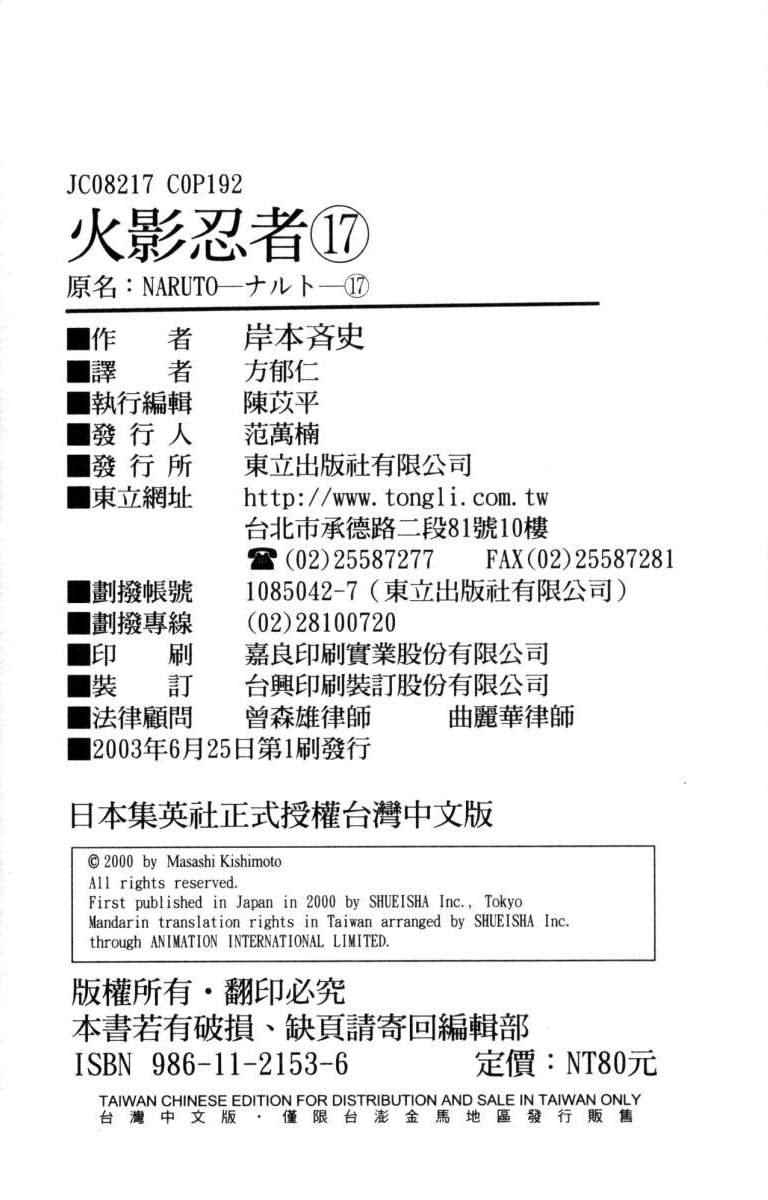 JC08217 C0P192
火影忍者⑰
原名：NARUTO—ナルト—⑰
■作　者　岸本斉史
■譯　者　方郁仁
■執行編輯　陳苡平
■發行人　范萬楠
■發行所　東立出版社有限公司
■東立網址　http://www.tongli.com.tw
台北市承德路二段81號10樓
☎(02)25587277　FAX(02)25587281
■劃撥帳號　1085042-7（東立出版社有限公司）
■劃撥專線　(02)28100720
■印　刷　嘉良印刷實業股份有限公司
■裝　訂　台興印刷裝訂股份有限公司
■法律顧問　曾森雄律師　曲麗華律師
■2003年6月25日第1刷發行
日本集英社正式授權台灣中文版
© 2000 by Masashi Kishimoto
All rights reserved.
First published in Japan in 2000 by SHUEISHA Inc., Tokyo
Mandarin translation rights in Taiwan arranged by SHUEISHA Inc.
through ANIMATION INTERNATIONAL LIMITED.
版權所有・翻印必究
本書若有破損、缺頁請寄回編輯部
ISBN 986-11-2153-6　定價：NT80元
TAIWAN CHINESE EDITION FOR DISTRIBUTION AND SALE IN TAIWAN ONLY
台灣中文版・僅限台澎金馬地區發行販售